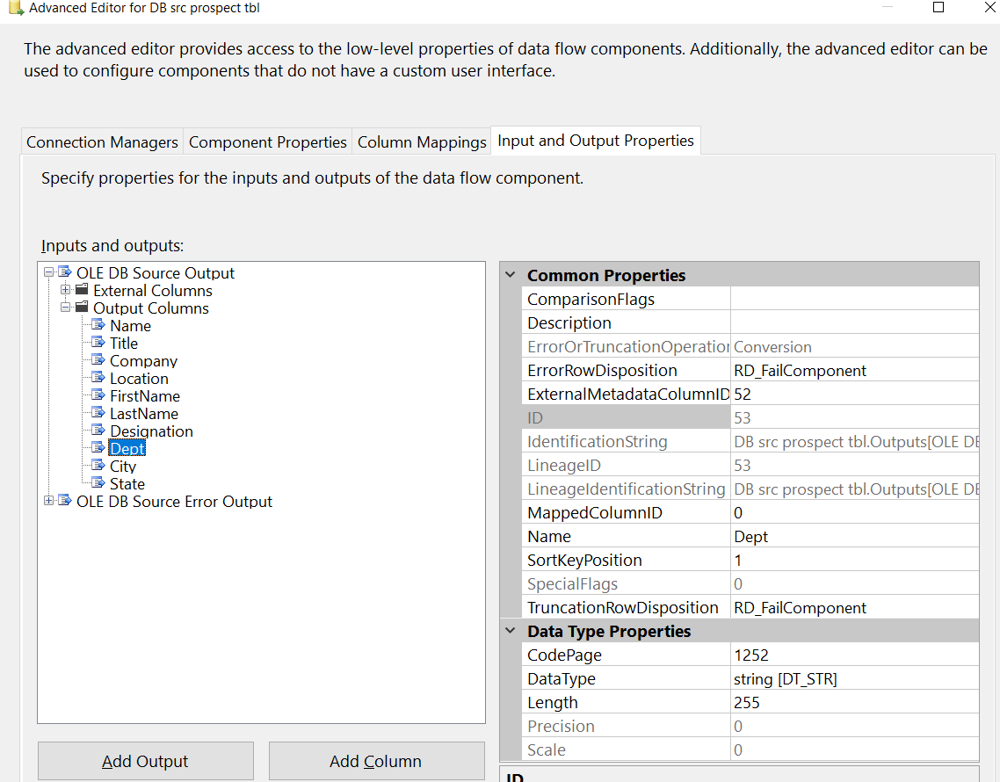 Advanced Editor for DB src prospect tbl
The advanced editor provides access to the low-level properties of data flow components. Additionally, the advanced editor can be
used to configure components that do not have a custom user interface.
Connection Managers Component Properties Column Mappings Input and Output Properties
Specify properties for the inputs and outputs of the data flow component.
Inputs and outputs:
OLE DB Source Output
External Columns
Output Columns
Name
Title
Company
Location
FirstName
LastName
Designation
Dept
City
State
OLE DB Source Error Output
Add Output
Add Column
Common Properties
ComparisonFlags
Description
ErrorOrTruncationOperation Conversion
ErrorRowDisposition RD_FailComponent
ExternalMetadataColumnID 52
ID 53
IdentificationString DB src prospect tbl.Outputs[OLE DB
LineageID 53
LineageIdentificationString DB src prospect tbl.Outputs[OLE DB
MappedColumnID 0
Name Dept
SortKeyPosition 1
SpecialFlags 0
TruncationRowDisposition RD_FailComponent
Data Type Properties
CodePage 1252
DataType string [DT_STR]
Length 255
Precision 0
Scale 0
ID